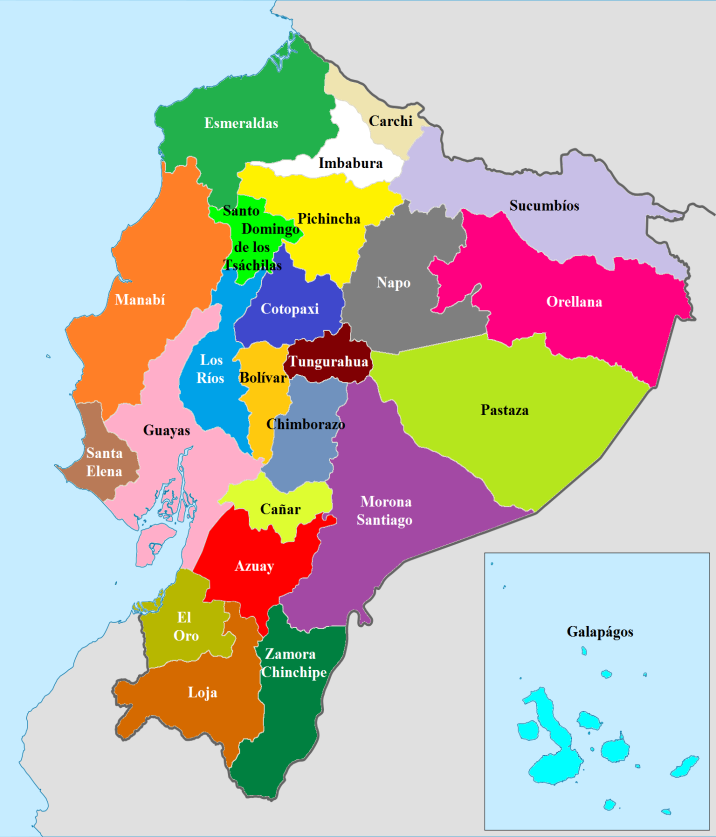 Esmeraldas
Carchi
Imbabura
Sucumbíos
Santo
Domingo
de los
Tsáchilas
Pichincha
Napo
Orellana
Manabí
Cotopaxi
Los
Ríos
Bolívar
Tungurahua
Pastaza
Chimborazo
Guayas
Santa
Elena
Cañar
Morona
Santiago
Azuay
El
Oro
Zamora
Chinchipe
Loja
Galapágos